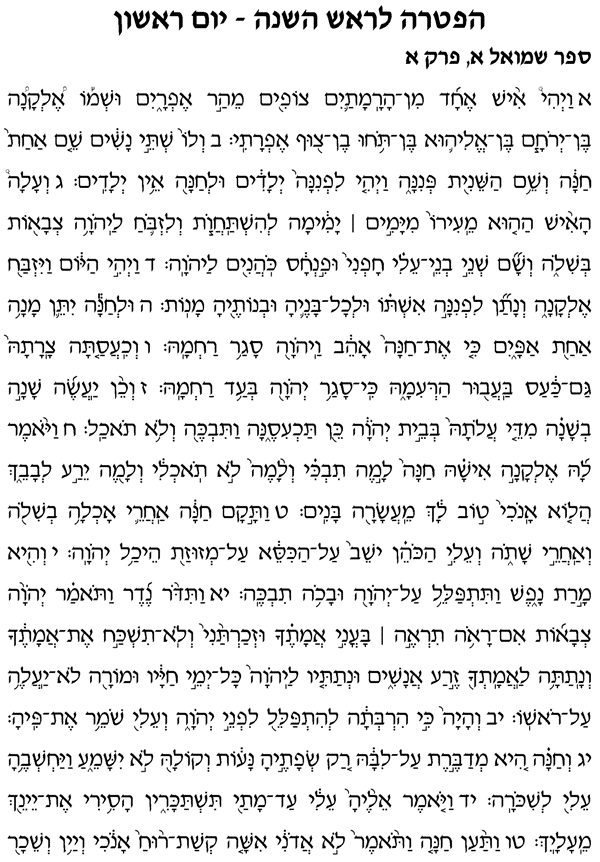 הפטרה לראש השנה - יום ראשון
ספר שמואל א, פרק א
א וַיְהִי֩ אִ֨ישׁ אֶחָ֜ד מִן־הָרָמָתַ֛יִם צוֹפִ֖ים מֵהַ֣ר אֶפְרָ֑יִם וּשְׁמ֡וֹ אֶ֠לְקָנָה
בֶּן־יְרֹחָ֧ם בֶּן־אֱלִיה֛וּא בֶּן־תֹּ֥חוּ בֶן־צ֖וּף אֶפְרָתִֽי׃ ב וְלוֹ֙ שְׁתֵּ֣י נָשִׁ֔ים שֵׁ֤ם אַחַת֙
חַנָּ֔ה וְשֵׁ֥ם הַשֵּׁנִ֖ית פְּנִנָּ֑ה וַיְהִ֤י לִפְנִנָּה֙ יְלָדִ֔ים וּלְחַנָּ֖ה אֵ֥ין יְלָדִֽים׃ ג וְעָלָה֩
הָאִ֨ישׁ הַה֤וּא מֵֽעִירוֹ֙ מִיָּמִ֣ים | יָמִ֔ימָה לְהִֽשְׁתַּחֲוֺ֧ת וְלִזְבֹּ֛חַ לַיהֹוָ֥ה צְבָא֖וֹת
בְּשִׁלֹ֑ה וְשָׁ֞ם שְׁנֵ֣י בְנֵֽי־עֵלִ֗י חָפְנִי֙ וּפִ֣נְחָ֔ס כֹּהֲנִ֖ים לַיהֹוָֽה׃ ד וַיְהִ֣י הַיּ֔וֹם וַיִּזְבַּ֖ח
אֶלְקָנָ֑ה וְנָתַ֞ן לִפְנִנָּ֣ה אִשְׁתּ֗וֹ וּֽלְכׇל־בָּנֶ֛יהָ וּבְנוֹתֶ֖יהָ מָנֽוֹת׃ ה וּלְחַנָּ֕ה יִתֵּ֛ן מָנָ֥ה
אַחַ֖ת אַפָּ֑יִם כִּ֤י אֶת־חַנָּה֙ אָהֵ֔ב וַֽיהֹוָ֖ה סָגַ֥ר רַחְמָֽהּ׃ ו וְכִֽעֲסַ֤תָּה צָֽרָתָהּ֙
גַּם־כַּ֔עַס בַּעֲב֖וּר הַרְּעִמָ֑הּ כִּֽי־סָגַ֥ר יְהֹוָ֖ה בְּעַ֥ד רַחְמָֽהּ׃ ז וְכֵ֨ן יַעֲשֶׂ֜ה שָׁנָ֣ה
בְשָׁנָ֗ה מִדֵּ֤י עֲלֹתָהּ֙ בְּבֵ֣ית יְהֹוָ֔ה כֵּ֖ן תַּכְעִסֶ֑נָּה וַתִּבְכֶּ֖ה וְלֹ֥א תֹאכַֽל׃ ח וַיֹּ֨אמֶר
לָ֜הּ אֶלְקָנָ֣ה אִישָׁ֗הּ חַנָּה֙ לָ֣מֶה תִבְכִּ֗י וְלָ֙מֶה֙ לֹ֣א תֹֽאכְלִ֔י וְלָ֖מֶה יֵרַ֣ע לְבָבֵ֑ךְ
הֲל֤וֹא אָֽנֹכִי֙ ט֣וֹב לָ֔ךְ מֵעֲשָׂרָ֖ה בָּנִֽים׃ ט וַתָּ֣קׇם חַנָּ֔ה אַחֲרֵ֛י אׇכְלָ֥ה בְשִׁלֹ֖ה
וְאַחֲרֵ֣י שָׁתֹ֑ה וְעֵלִ֣י הַכֹּהֵ֗ן יֹשֵׁב֙ עַל־הַכִּסֵּ֔א עַל־מְזוּזַ֖ת הֵיכַ֥ל יְהֹוָֽה׃ י וְהִ֖יא
מָ֣רַת נָ֑פֶשׁ וַתִּתְפַּלֵּ֥ל עַל־יְהֹוָ֖ה וּבָכֹ֥ה תִבְכֶּֽה׃ יא וַתִּדֹּ֨ר נֶ֜דֶר וַתֹּאמַ֗ר יְהֹוָ֨ה
צְבָא֜וֹת אִם־רָאֹ֥ה תִרְאֶ֣ה | בׇּעֳנִ֣י אֲמָתֶ֗ךָ וּזְכַרְתַּ֙נִי֙ וְלֹֽא־תִשְׁכַּ֣ח אֶת־אֲמָתֶ֔ךָ
וְנָתַתָּ֥ה לַאֲמָתְךָ֖ זֶ֣רַע אֲנָשִׁ֑ים וּנְתַתִּ֤יו לַֽיהֹוָה֙ כׇּל־יְמֵ֣י חַיָּ֔יו וּמוֹרָ֖ה לֹא־יַעֲלֶ֥ה
עַל־רֹאשֽׁוֹ׃ יב וְהָיָה֙ כִּ֣י הִרְבְּתָ֔ה לְהִתְפַּלֵּ֖ל לִפְנֵ֣י יְהֹוָ֑ה וְעֵלִ֖י שֹׁמֵ֥ר אֶת־פִּֽיהָ׃
יג וְחַנָּ֗ה הִ֚יא מְדַבֶּ֣רֶת עַל־לִבָּ֔הּ רַ֚ק שְׂפָתֶ֣יהָ נָּע֔וֹת וְקוֹלָ֖הּ לֹ֣א יִשָּׁמֵ֑עַ וַיַּחְשְׁבֶ֥הָ
עֵלִ֖י לְשִׁכֹּרָֽה׃ יד וַיֹּ֤אמֶר אֵלֶ֙יהָ֙ עֵלִ֔י עַד־מָתַ֖י תִּשְׁתַּכָּרִ֑ין הָסִ֥ירִי אֶת־יֵינֵ֖ךְ
מֵעָלָֽיִךְ׃ טו וַתַּ֨עַן חַנָּ֤ה וַתֹּ֙אמֶר֙ לֹ֣א אֲדֹנִ֔י אִשָּׁ֤ה קְשַׁת־ר֙וּחַ֙ אָנֹ֔כִי וְיַ֥יִן וְשֵׁכָ֖ר